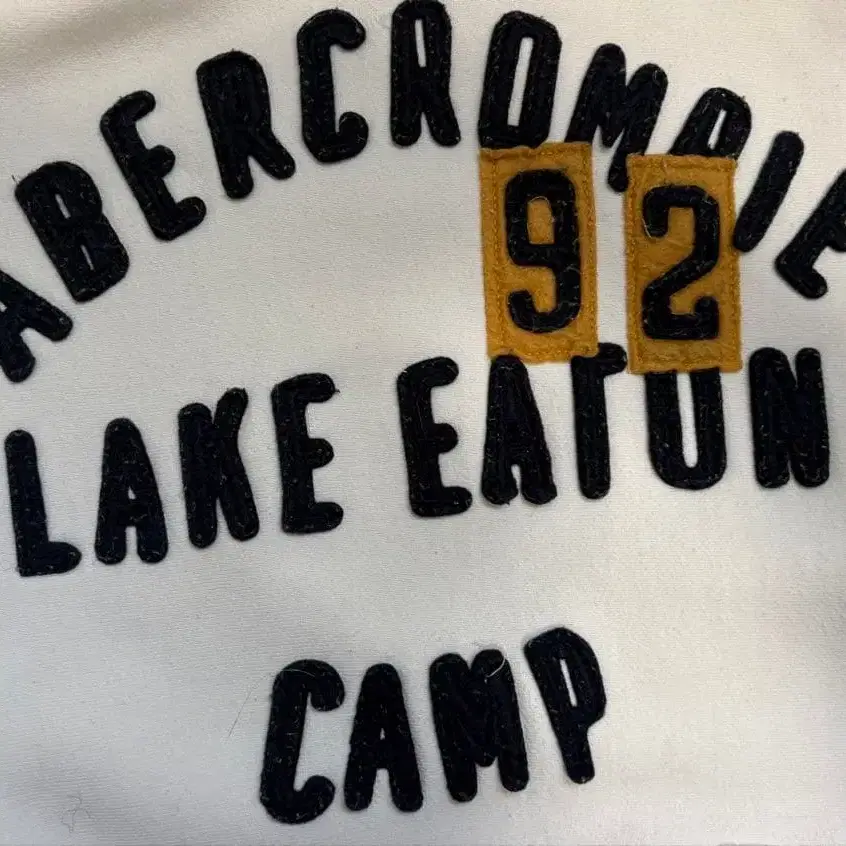 ABERCROMBIE
92
LAKE EATON
CAMP